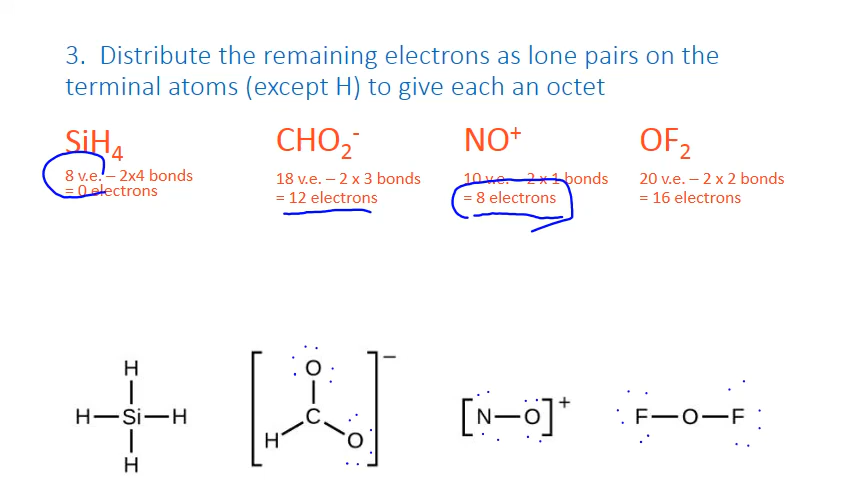 3. Distribute the remaining electrons as lone pairs on the
terminal atoms (except H) to give each an octet
SiH₄
8 v.e. – 2x4 bonds
= 0 electrons
CHO₂⁻
18 v.e. – 2 x 3 bonds
= 12 electrons
NO⁺
10 v.e. – 2 x 1 bonds
= 8 electrons
OF₂
20 v.e. – 2 x 2 bonds
= 16 electrons
H
H—Si—H
H
O
C
H O
−
[N—O]⁺
F—O—F